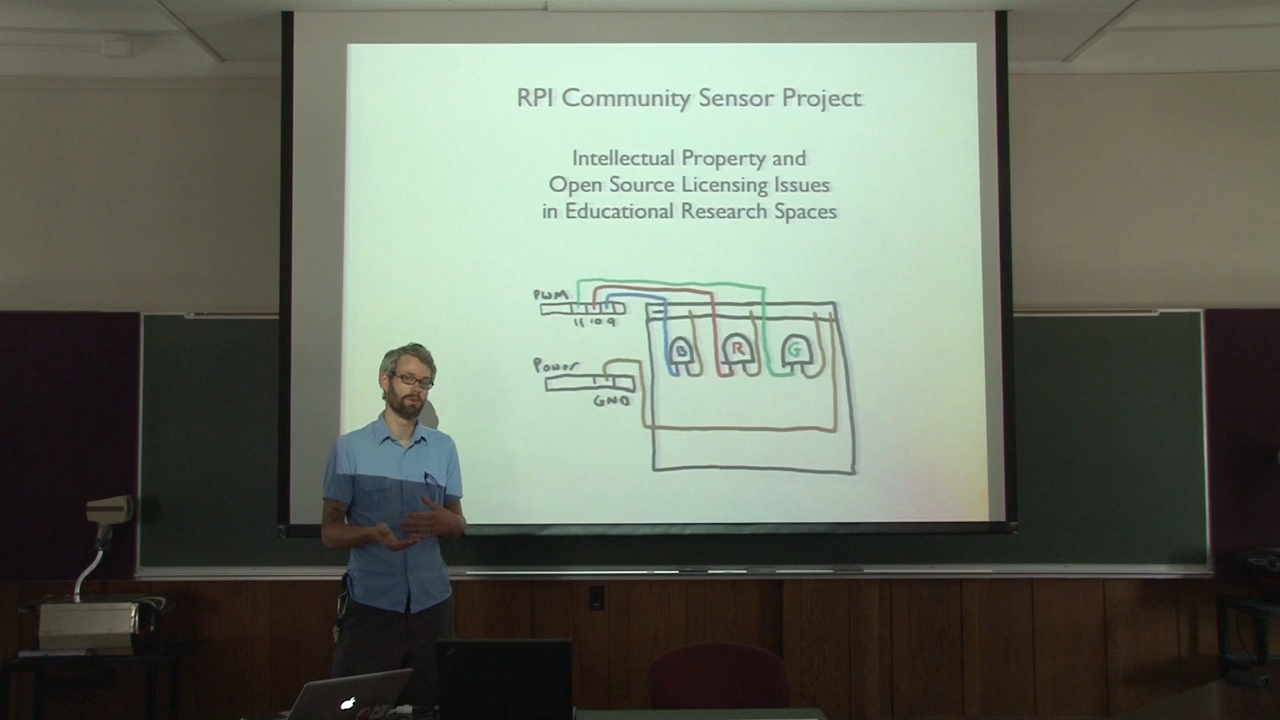 RPI Community Sensor Project
Intellectual Property and
Open Source Licensing Issues
in Educational Research Spaces
PWM
11 10 9
B R G
Power
GND